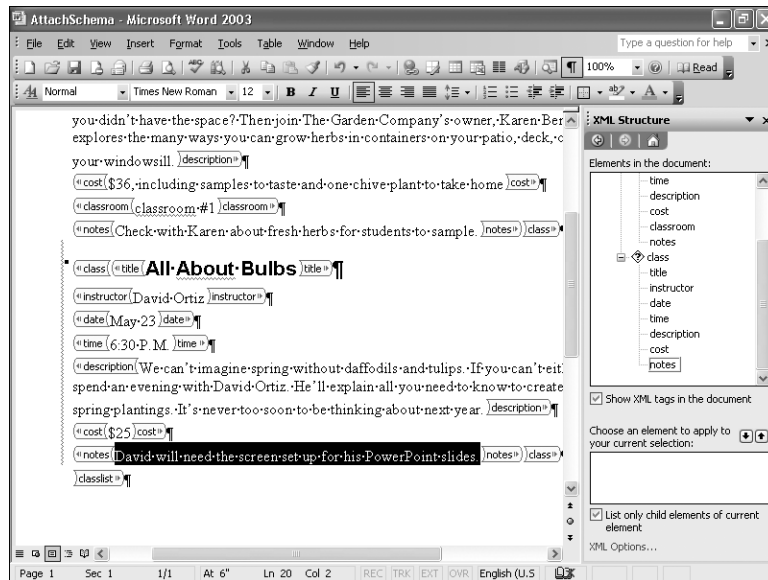 AttachSchema - Microsoft Word 2003
File Edit View Insert Format Tools Table Window Help Type a question for help
100% Read
Normal Times New Roman 12 B I U
you didn't have the space? Then join The Garden Company's owner, Karen Ber
explores the many ways you can grow herbs in containers on your patio, deck, o
your windowsill. description
cost $36, including samples to taste and one chive plant to take home cost
classroom classroom #1 classroom
notes Check with Karen about fresh herbs for students to sample. notes class
class title All About Bulbs title
instructor David Ortiz instructor
date May 23 date
time 6:30 P.M. time
description We can't imagine spring without daffodils and tulips. If you can't eit
spend an evening with David Ortiz. He'll explain all you need to know to create
spring plantings. It's never too soon to be thinking about next year. description
cost $25 cost
notes David will need the screen set up for his PowerPoint slides. notes class
classlist
XML Structure
Elements in the document:
time
description
cost
classroom
notes
class
title
instructor
date
time
description
cost
notes
Show XML tags in the document
Choose an element to apply to
your current selection:
List only child elements of current
element
XML Options...
Page 1 Sec 1 1/1 At 6" Ln 20 Col 2 REC TRK EXT OVR English (U.S